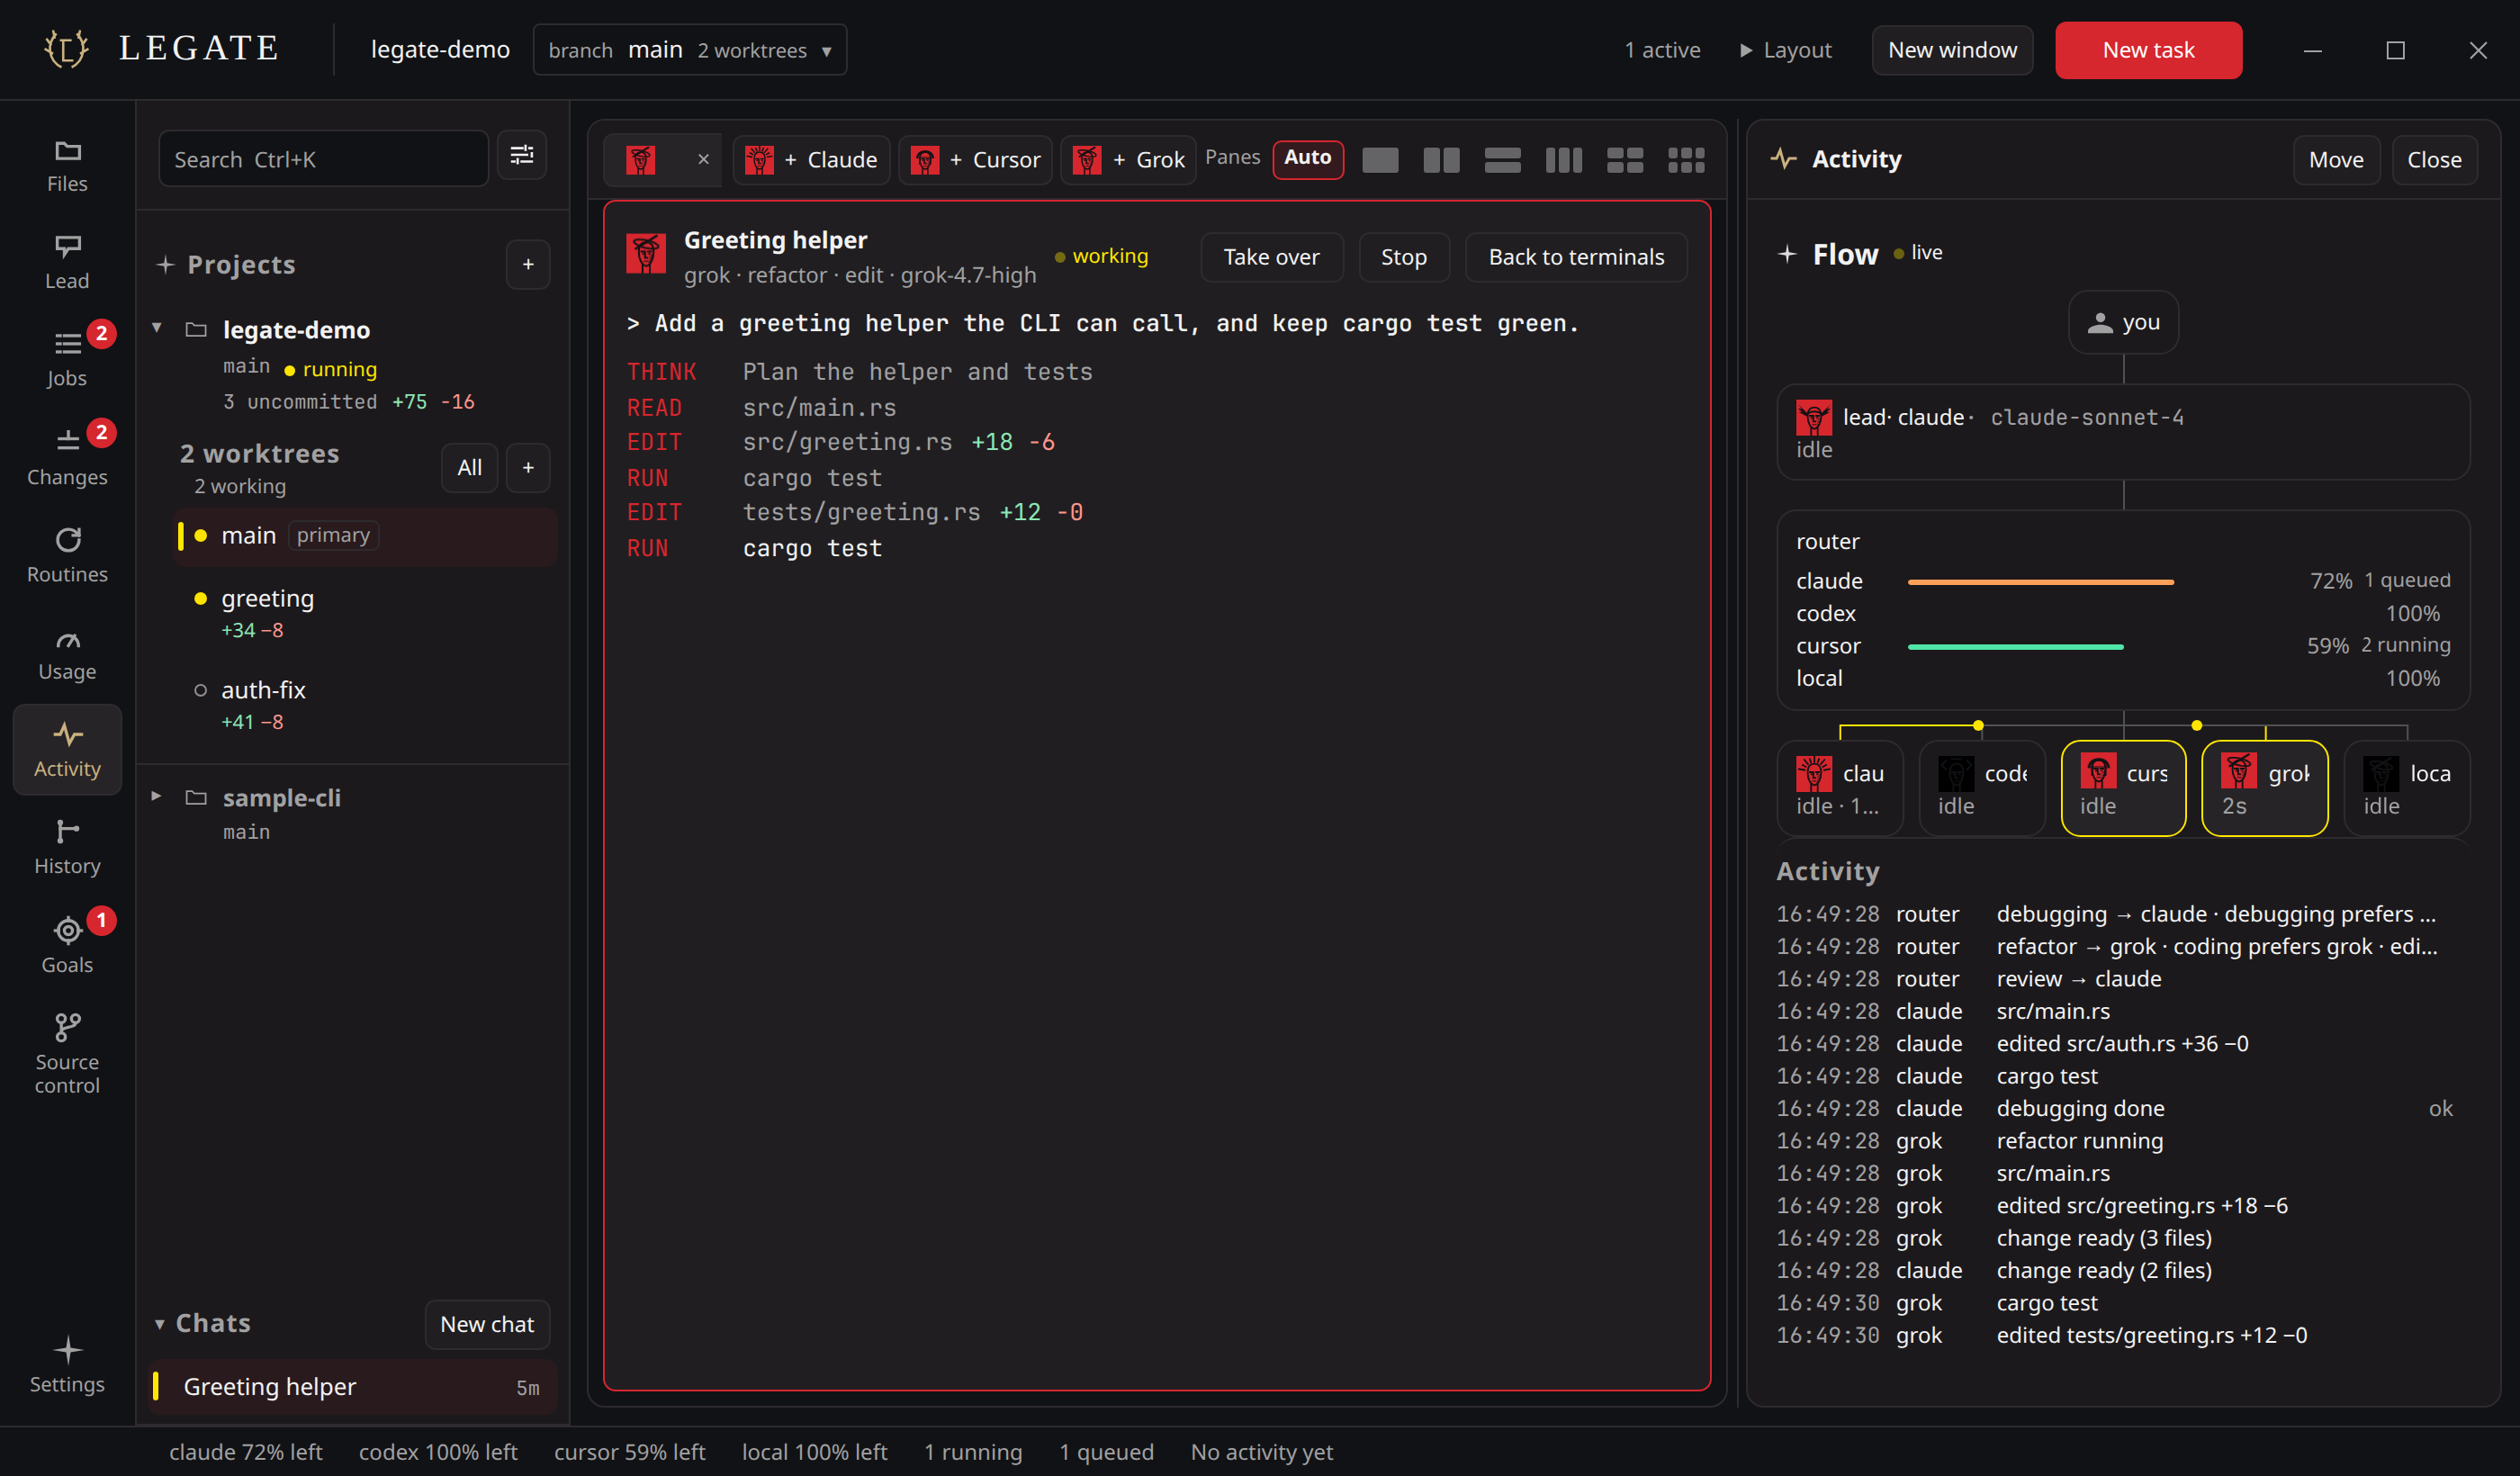 LEGATE legate-demo branch main 2 worktrees ▾ 1 active ▶ Layout New window New task
Files
Lead
Jobs 2
Changes 2
Routines
Usage
Activity
History
Goals 1
Source
control
Settings
Search Ctrl+K
Projects +
▼ legate-demo
main ● running
3 uncommitted +75 -16
2 worktrees All +
2 working
main primary
greeting
+34 −8
auth-fix
+41 −8
▶ sample-cli
main
▼ Chats New chat
Greeting helper 5m
× + Claude + Cursor + Grok Panes Auto
Greeting helper
grok · refactor · edit · grok-4.7-high ● working Take over Stop Back to terminals
> Add a greeting helper the CLI can call, and keep cargo test green.
THINK Plan the helper and tests
READ src/main.rs
EDIT src/greeting.rs +18 -6
RUN cargo test
EDIT tests/greeting.rs +12 -0
RUN cargo test
Activity Move Close
Flow ● live
you
lead· claude· claude-sonnet-4
idle
router
claude 72% 1 queued
codex 100%
cursor 59% 2 running
local 100%
clau code curs grok loca
idle · 1… idle idle 2s idle
Activity
16:49:28 router debugging → claude · debugging prefers …
16:49:28 router refactor → grok · coding prefers grok · edi…
16:49:28 router review → claude
16:49:28 claude src/main.rs
16:49:28 claude edited src/auth.rs +36 −0
16:49:28 claude cargo test
16:49:28 claude debugging done ok
16:49:28 grok refactor running
16:49:28 grok src/main.rs
16:49:28 grok edited src/greeting.rs +18 −6
16:49:28 grok change ready (3 files)
16:49:28 claude change ready (2 files)
16:49:30 grok cargo test
16:49:30 grok edited tests/greeting.rs +12 −0
claude 72% left codex 100% left cursor 59% left local 100% left 1 running 1 queued No activity yet